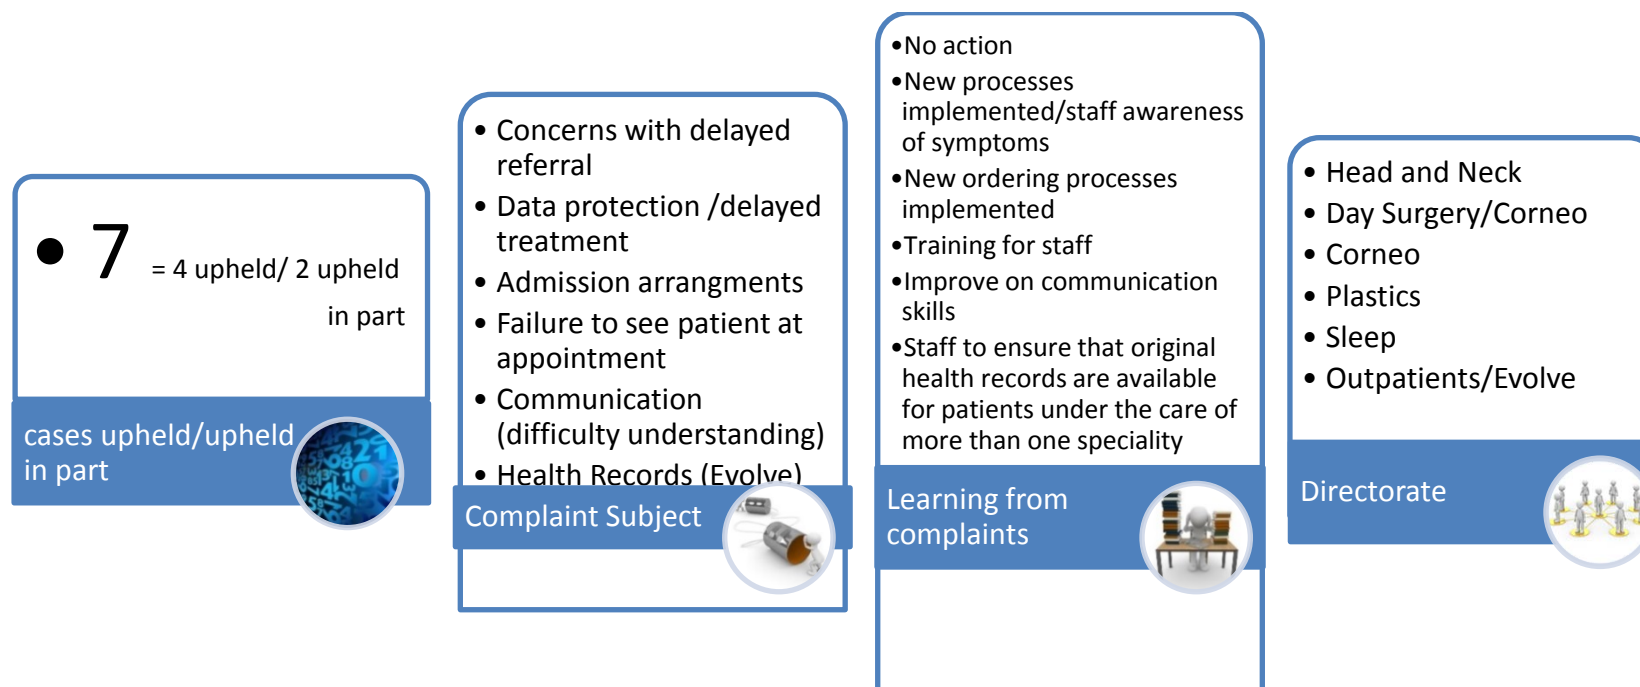 • 7 = 4 upheld/ 2 upheld
in part
cases upheld/upheld
in part
• Concerns with delayed
referral
• Data protection /delayed
treatment
• Admission arrangments
• Failure to see patient at
appointment
• Communication
(difficulty understanding)
• Health Records (Evolve)
Complaint Subject
•No action
•New processes
implemented/staff awareness
of symptoms
•New ordering processes
implemented
•Training for staff
•Improve on communication
skills
•Staff to ensure that original
health records are available
for patients under the care of
more than one speciality
Learning from
complaints
• Head and Neck
• Day Surgery/Corneo
• Corneo
• Plastics
• Sleep
• Outpatients/Evolve
Directorate